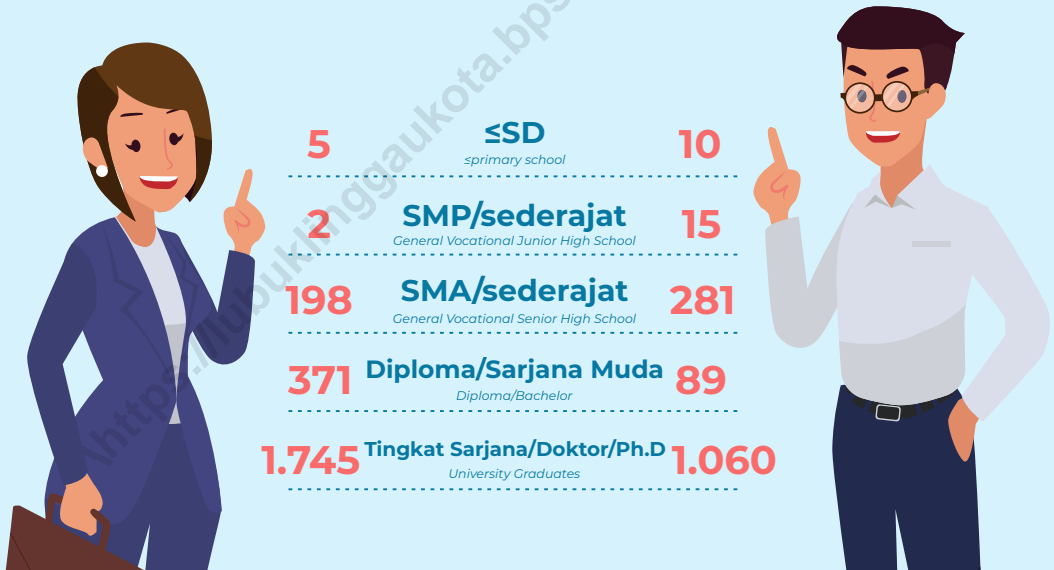 5 ≤SD 10
≤primary school
2 SMP/sederajat 15
General Vocational Junior High School
198 SMA/sederajat 281
General Vocational Senior High School
371 Diploma/Sarjana Muda 89
Diploma/Bachelor
1.745 Tingkat Sarjana/Doktor/Ph.D 1.060
University Graduates
https://lubuklinggaukota.bps